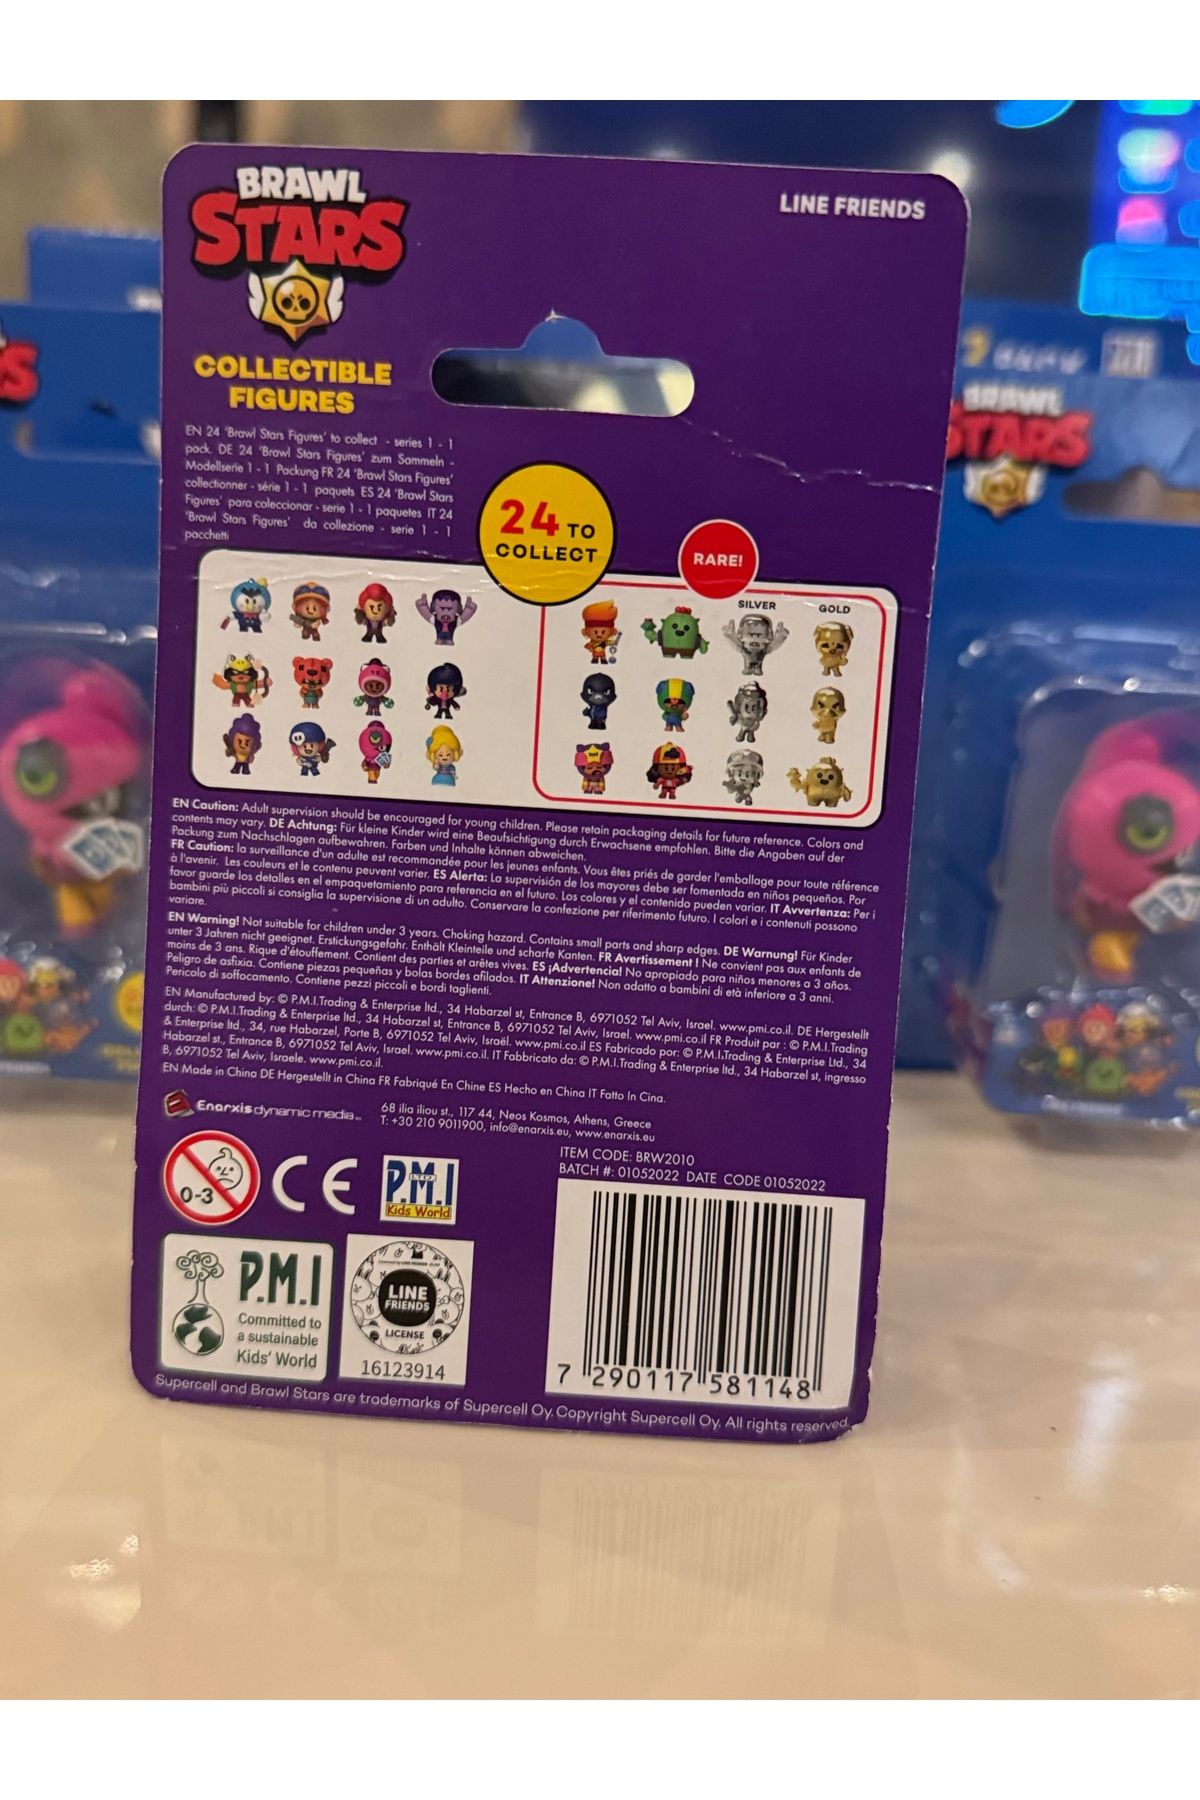 BRAWL
STARS
LINE FRIENDS
COLLECTIBLE
FIGURES
EN 24 'Brawl Stars Figures' to collect - series 1 - 1
pack. DE 24 'Brawl Stars Figures' zum Sammeln -
Modellserie 1 - 1 Packung FR 24 'Brawl Stars Figures'
collectionner - série 1 - 1 paquets ES 24 'Brawl Stars
Figures' para coleccionar - serie 1 - 1 paquetes IT 24
'Brawl Stars Figures' da collezione - serie 1 - 1
pacchetti
24 TO
COLLECT
RARE!
SILVER
GOLD
EN Caution: Adult supervision should be encouraged for young children. Please retain packaging details for future reference. Colors and
contents may vary. DE Achtung: Für kleine Kinder wird eine Beaufsichtigung durch Erwachsene empfohlen. Bitte die Angaben auf der
Packung zum Nachschlagen aufbewahren. Farben und Inhalte können abweichen.
FR Caution: la surveillance d'un adulte est recommandée pour les jeunes enfants. Vous êtes priés de garder l'emballage pour toute référence
à l'avenir. Les couleurs et le contenu peuvent varier. ES Alerta: La supervisión de los mayores debe ser fomentada en niños pequeños. Por
favor guarde los detalles en el empaquetamiento para referencia en el futuro. Los colores y el contenido pueden variar. IT Avvertenza: Per i
bambini più piccoli si consiglia la supervisione di un adulto. Conservare la confezione per riferimento futuro. I colori e i contenuti possono
variare.
EN Warning! Not suitable for children under 3 years. Choking hazard. Contains small parts and sharp edges. DE Warnung! Für Kinder
unter 3 Jahren nicht geeignet. Erstickungsgefahr. Enthält Kleinteile und scharfe Kanten. FR Avertissement ! Ne convient pas aux enfants de
moins de 3 ans. Rique d'étouffement. Contient des parties et arêtes vives. ES ¡Advertencia! No apropiado para niños menores a 3 años.
Peligro de asfixia. Contiene piezas pequeñas y bolas bordes afilados. IT Attenzione! Non adatto a bambini di età inferiore a 3 anni.
Pericolo di soffocamento. Contiene pezzi piccoli e bordi taglienti.
EN Manufactured by: © P.M.I.Trading & Enterprise ltd., 34 Habarzel st, Entrance B, 6971052 Tel Aviv, Israel. www.pmi.co.il. DE Hergestellt
durch: © P.M.I.Trading & Enterprise ltd., 34 Habarzel st, Entrance B, 6971052 Tel Aviv, Israel. www.pmi.co.il FR Produit par : © P.M.I.Trading
& Enterprise ltd., 34, rue Habarzel, Porte B, 6971052 Tel Aviv, Israël. www.pmi.co.il ES Fabricado por: © P.M.I.Trading & Enterprise Ltd., 34
Habarzel st., Entrance B, 6971052 Tel Aviv, Israel. www.pmi.co.il. IT Fabbricato da: © P.M.I.Trading & Enterprise ltd., 34 Habarzel st, ingresso
B, 6971052 Tel Aviv, Israele. www.pmi.co.il.
EN Made in China DE Hergestellt in China FR Fabriqué En Chine ES Hecho en China IT Fatto In Cina.
Enarxis dynamic media
68 ilia iliou st., 117 44, Neos Kosmos, Athens, Greece
T: +30 210 9011900, info@enarxis.eu, www.enarxis.eu
ITEM CODE: BRW2010
BATCH #: 01052022 DATE CODE 01052022
0-3
CE
P.M.I
LTD
Kids World
P.M.I
Committed to
a sustainable
Kids' World
LINE
FRIENDS
LICENSE
16123914
7 290117 581148
Supercell and Brawl Stars are trademarks of Supercell Oy. Copyright Supercell Oy. All rights reserved.
BRAWL
STARS